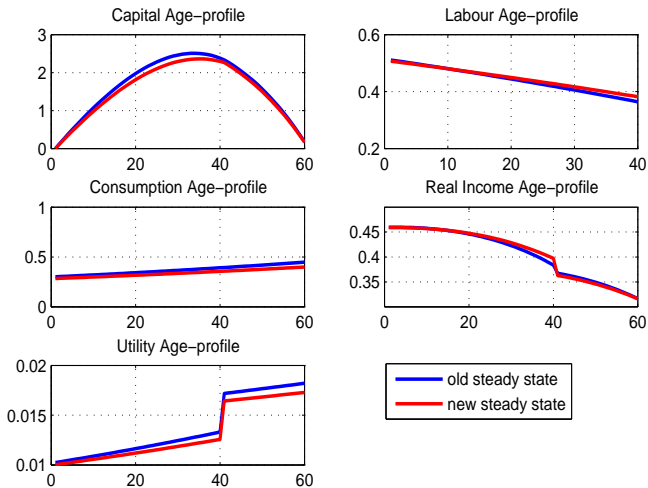 Capital Age-profile
3
2
1
0
0 20 40 60
Labour Age-profile
0.6
0.4
0.2
0 10 20 30 40
Consumption Age-profile
1
0.5
0
0 20 40 60
Real Income Age-profile
0.45
0.4
0.35
0 20 40 60
Utility Age-profile
0.02
0.015
0.01
0 20 40 60
old steady state
new steady state